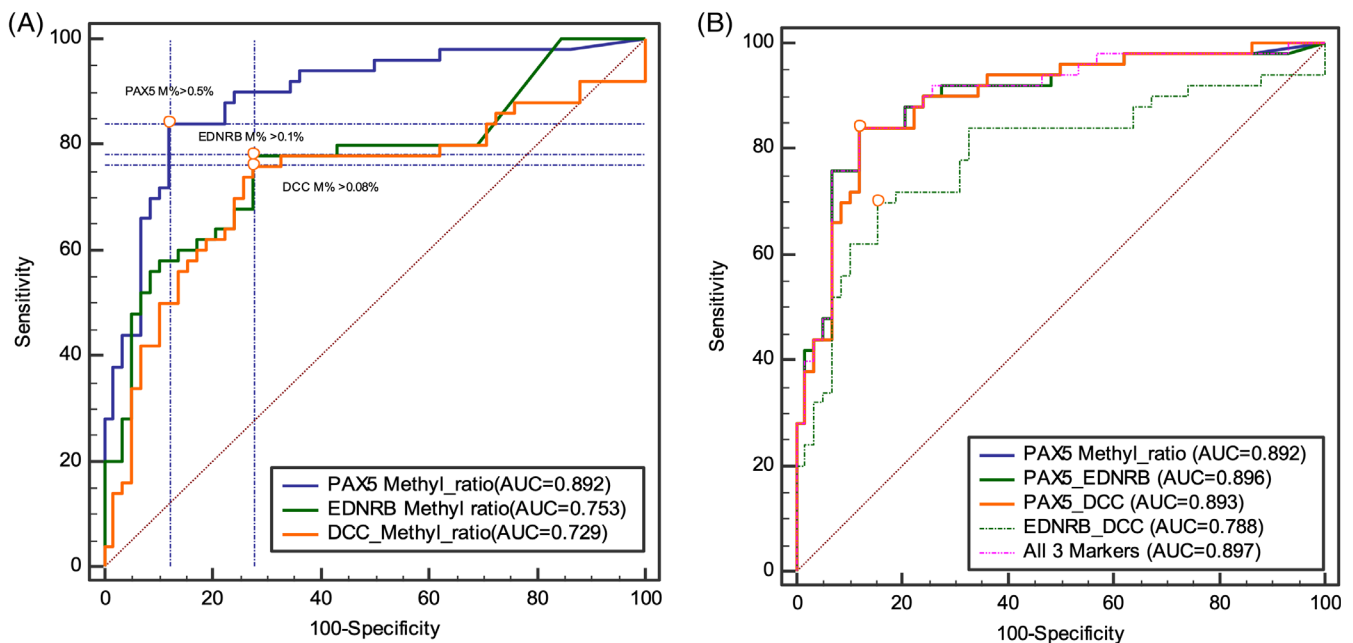 (A)
100
80
60
40
20
0
Sensitivity
PAX5 M%>0.5%
EDNRB M% >0.1%
DCC M% >0.08%
PAX5 Methyl_ratio(AUC=0.892)
EDNRB Methyl ratio(AUC=0.753)
DCC_Methyl_ratio(AUC=0.729)
0 20 40 60 80 100
100-Specificity
(B)
100
80
60
40
20
0
Sensitivity
PAX5 Methyl_ratio (AUC=0.892)
PAX5_EDNRB (AUC=0.896)
PAX5_DCC (AUC=0.893)
EDNRB_DCC (AUC=0.788)
All 3 Markers (AUC=0.897)
0 20 40 60 80 100
100-Specificity